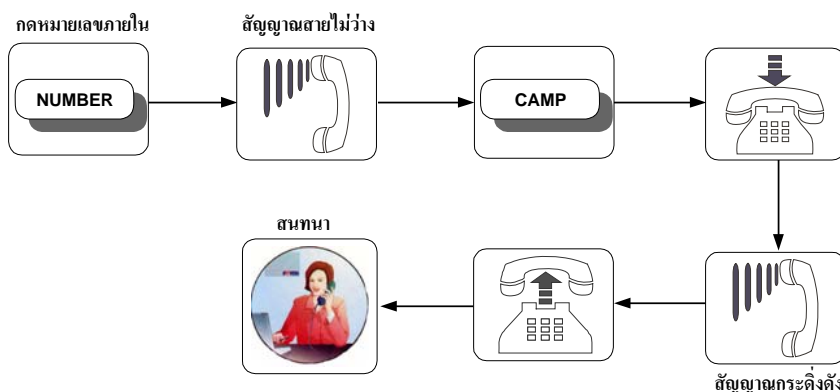 กดหมายเลขภายใน
สัญญาณสายไม่ว่าง
NUMBER
CAMP
สนทนา
สัญญาณกระดิ่งดัง